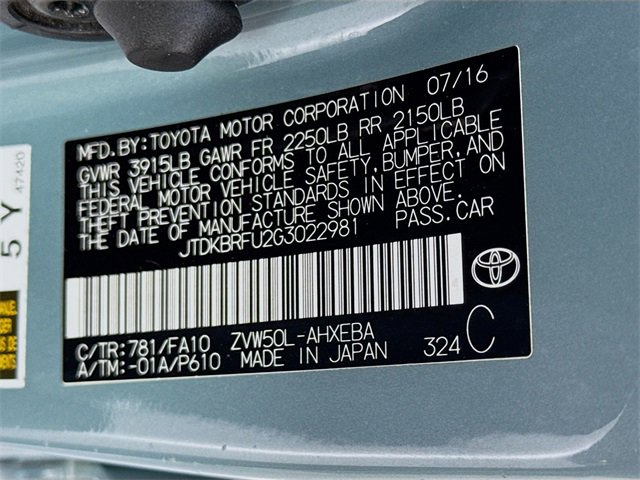 MFD.BY:TOYOTA MOTOR CORPORATION 07/16
GVWR 3915LB GAWR FR 2250LB RR 2150LB
THIS VEHICLE CONFORMS TO ALL APPLICABLE
FEDERAL MOTOR VEHICLE SAFETY,BUMPER,AND
THEFT PREVENTION STANDARDS IN EFFECT ON
THE DATE OF MANUFACTURE SHOWN ABOVE.
JTDKBRFU2G3022981 PASS.CAR
C/TR:781/FA10 ZVW50L-AHXEBA
A/TM:-01A/P610 MADE IN JAPAN 324 C
5 Y
47420